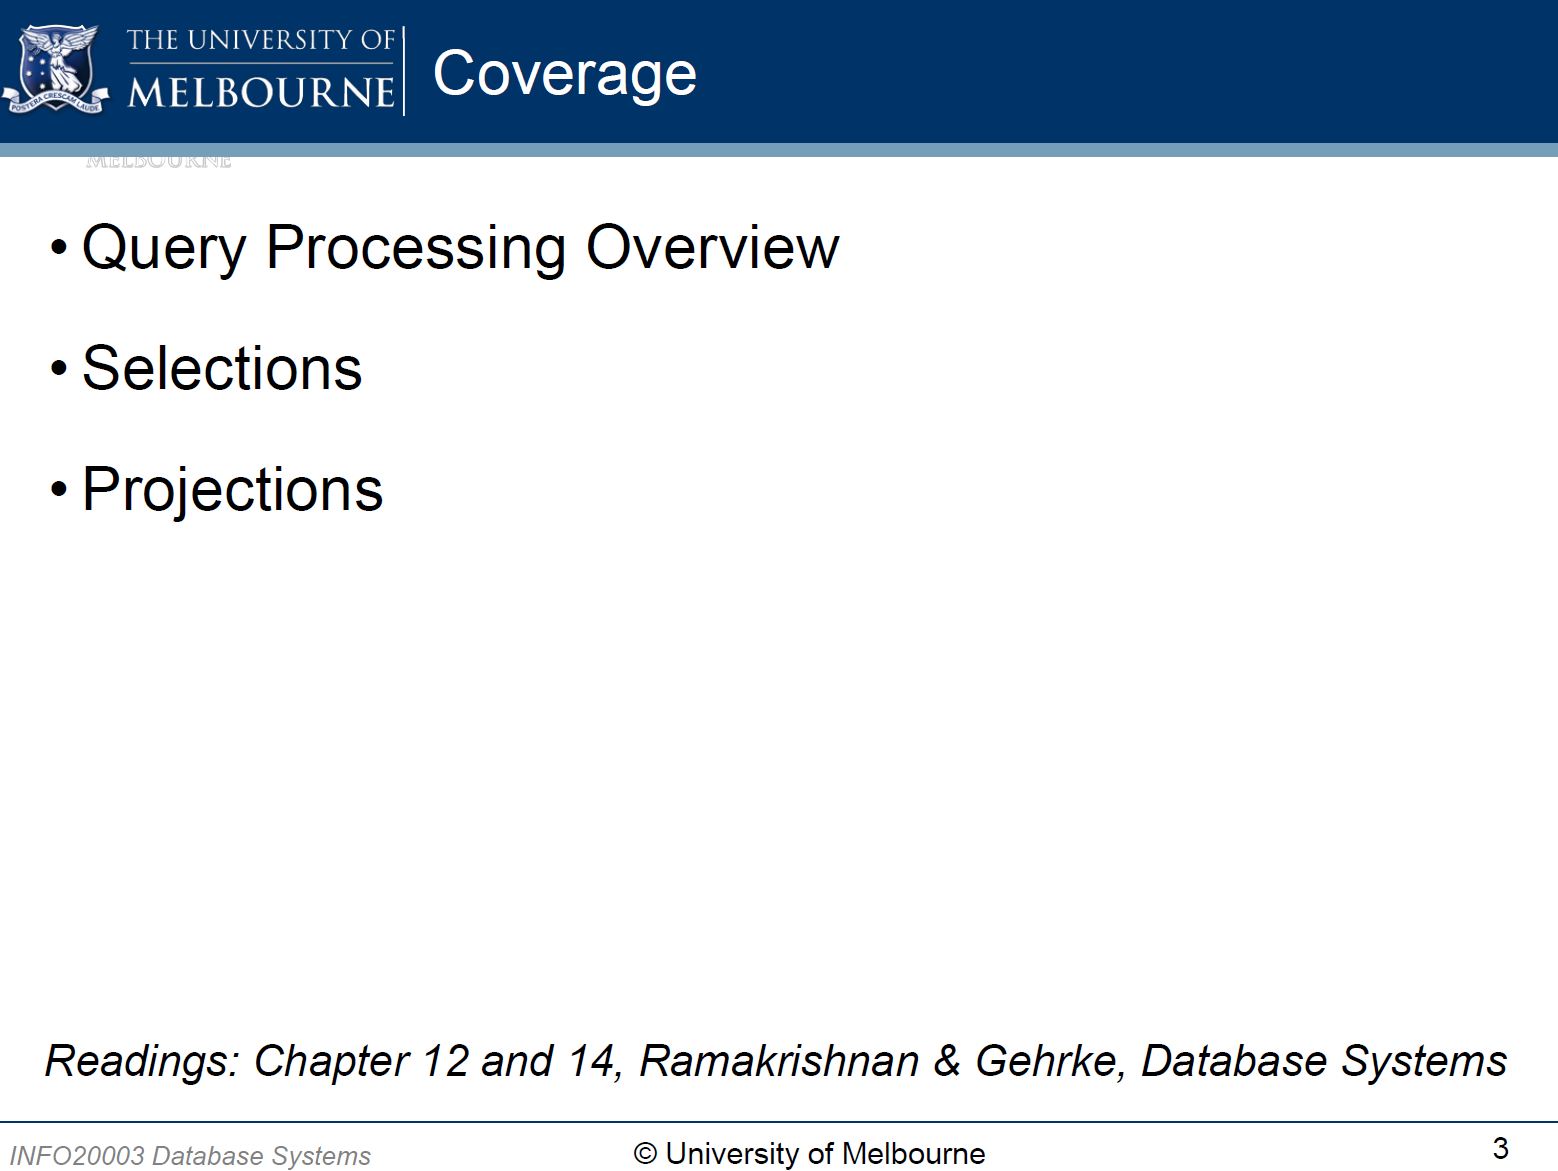 THE UNIVERSITY OF
MELBOURNE
POSTERA CRESCAM LAUDE
Coverage
MELBOURNE
• Query Processing Overview
• Selections
• Projections
Readings: Chapter 12 and 14, Ramakrishnan & Gehrke, Database Systems
INFO20003 Database Systems
© University of Melbourne
3